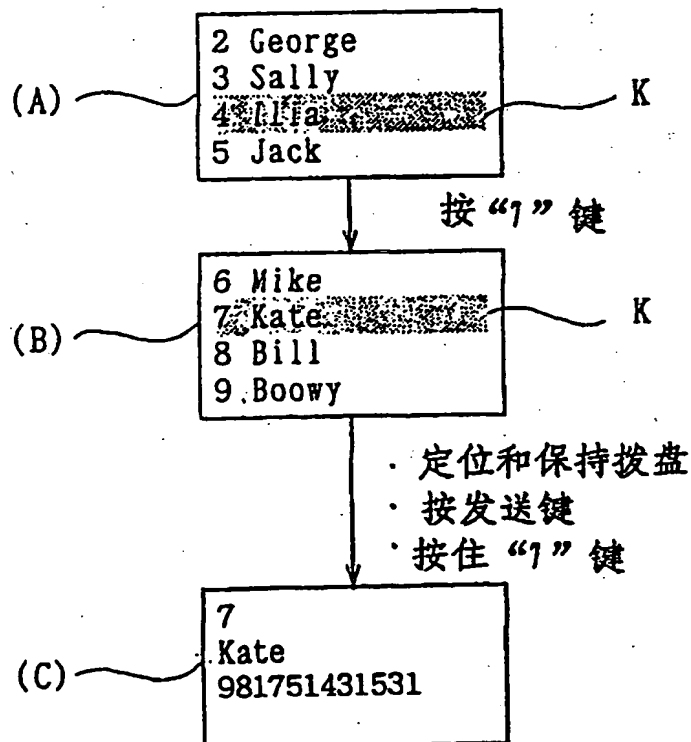 2 George
3 Sally
(A)
K
5 Jack
按“7”键
6 Mike
7 Kate
K
(B)
8 Bill
9 Boowy
· 定位和保持拨盘
· 按发送键
· 按住“7”键
7
Kate
(C)
981751431531